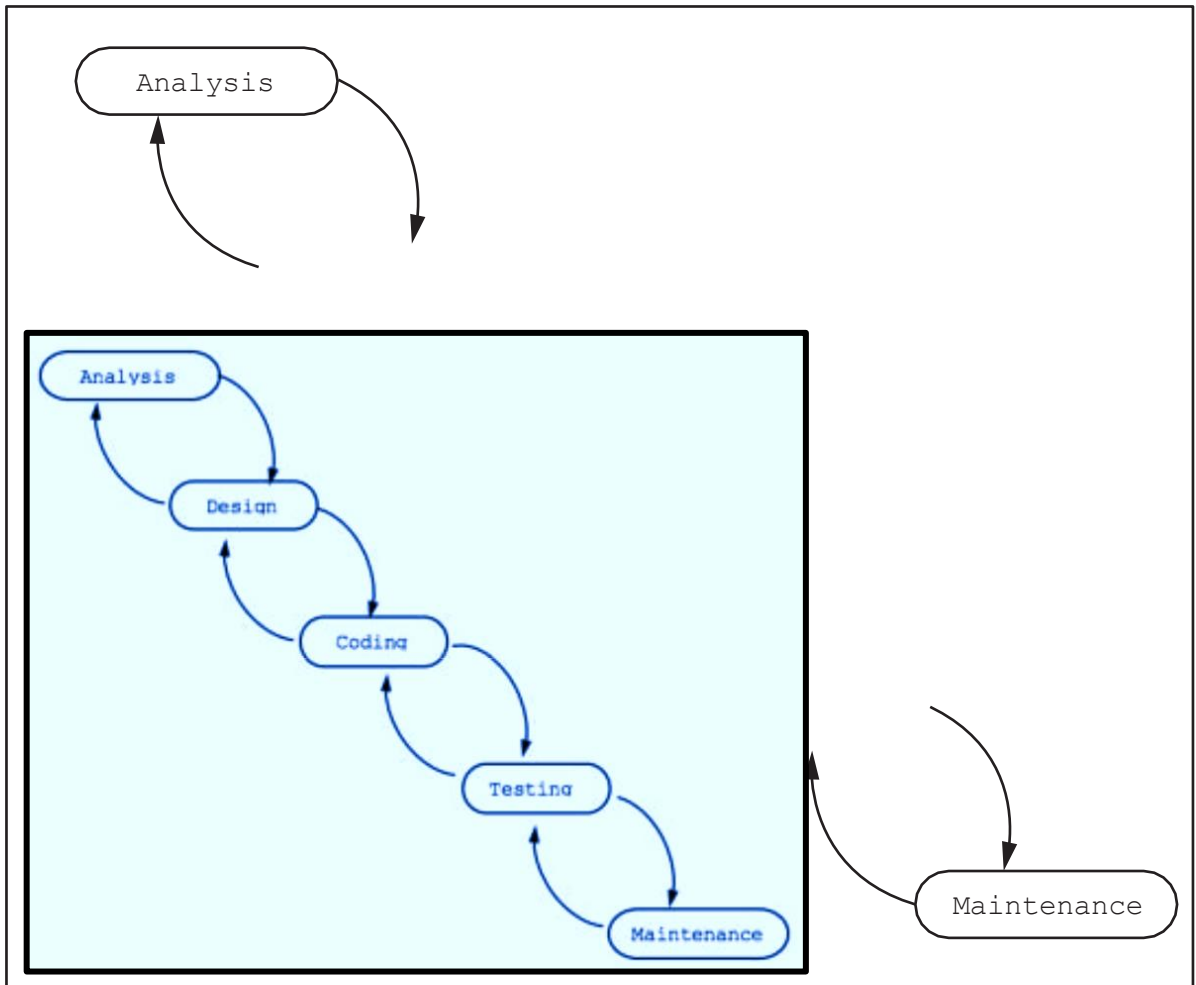 Analysis
Analysis
Design
Coding
Testing
Maintenance
Maintenance